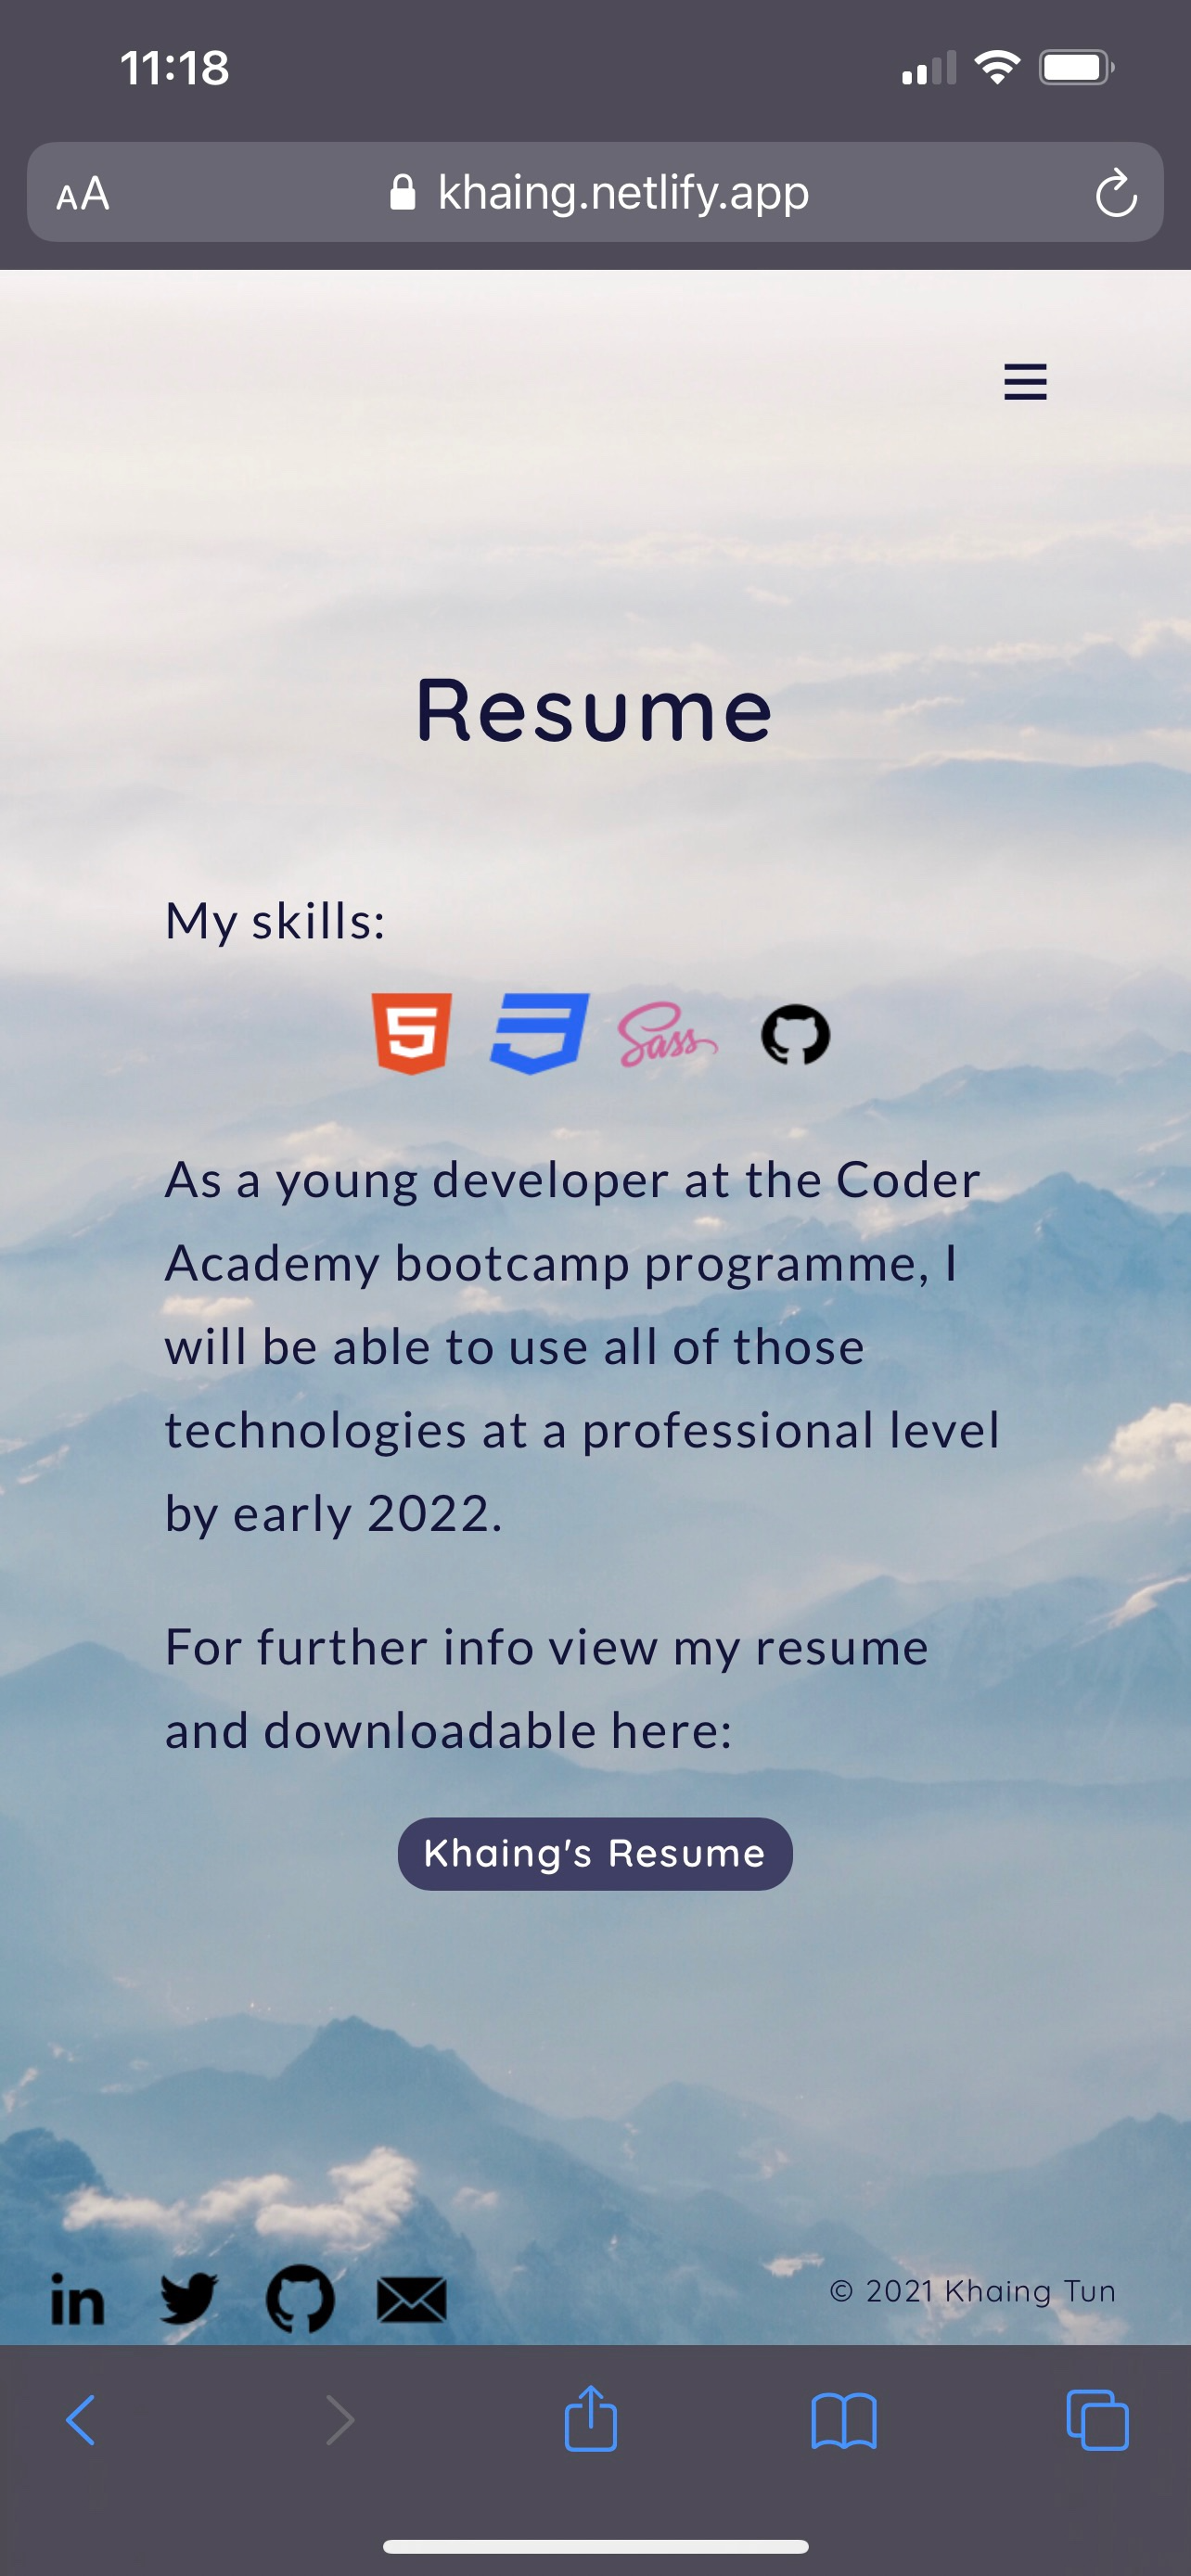 11:18
AA khaing.netlify.app
Resume
My skills:
5 Sass
As a young developer at the Coder
Academy bootcamp programme, I
will be able to use all of those
technologies at a professional level
by early 2022.
For further info view my resume
and downloadable here:
Khaing's Resume
in © 2021 Khaing Tun